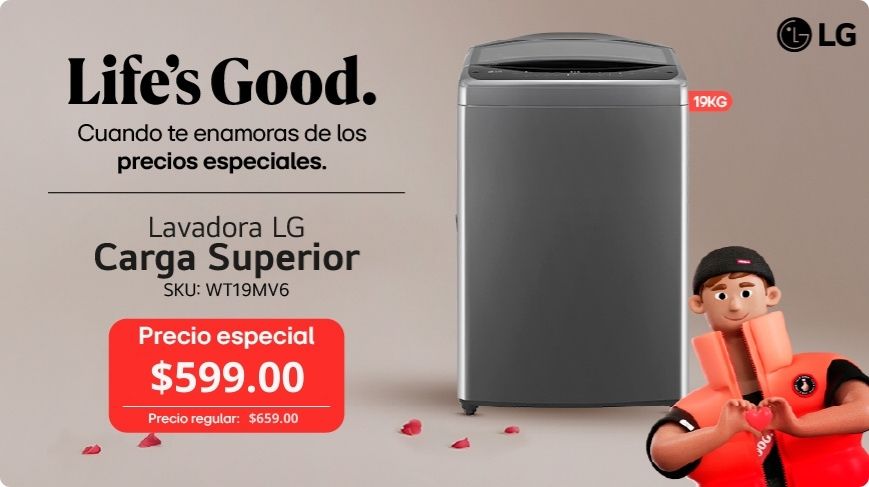 LG
Life's Good.
Cuando te enamoras de los
precios especiales.
19KG
Lavadora LG
Carga Superior
SKU: WT19MV6
Precio especial
$599.00
Precio regular: $659.00